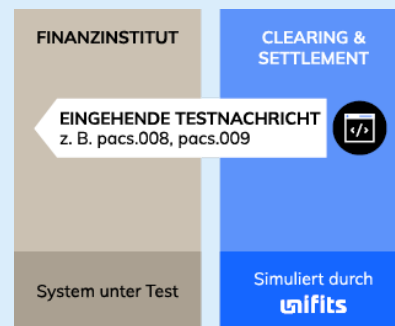 FINANZINSTITUT
CLEARING &
SETTLEMENT
EINGEHENDE TESTNACHRICHT
z. B. pacs.008, pacs.009
</>
System unter Test
Simuliert durch
unifits